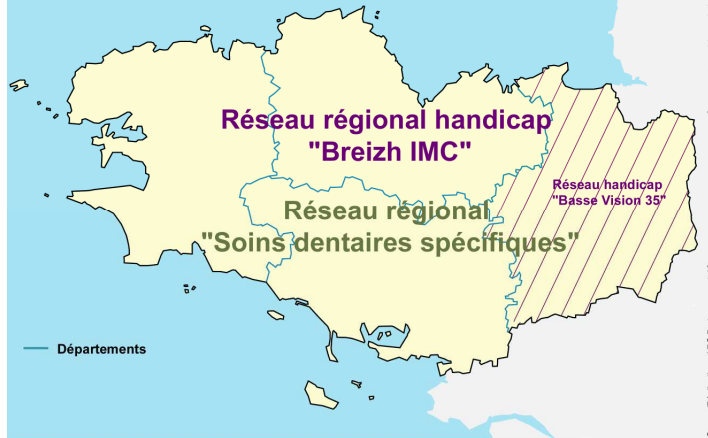 Réseau régional handicap
"Breizh IMC"
Réseau handicap
"Basse Vision 35"
Réseau régional
"Soins dentaires spécifiques"
Départements